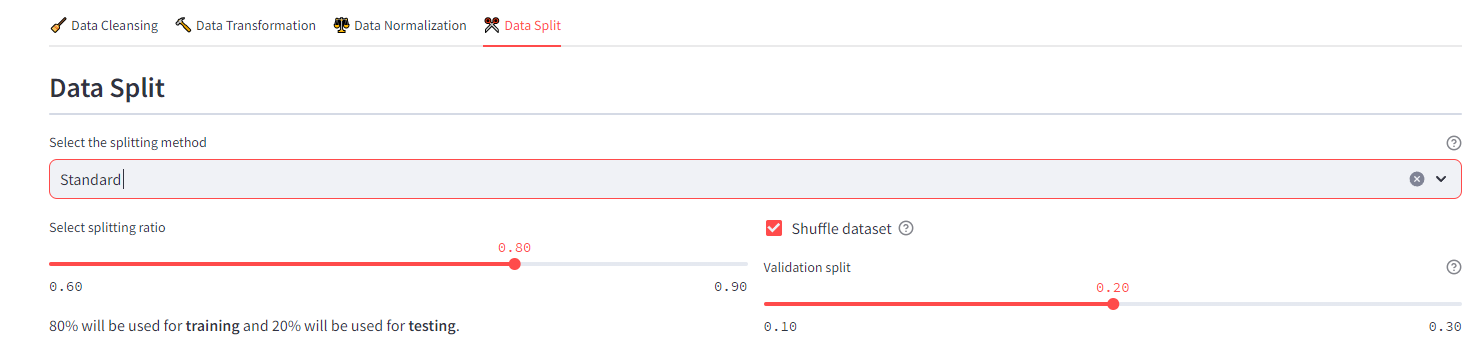 Data Cleansing Data Transformation Data Normalization Data Split
Data Split
Select the splitting method
Standard
Select splitting ratio
0.80
0.60 0.90
80% will be used for training and 20% will be used for testing.
Shuffle dataset
Validation split
0.20
0.10 0.30